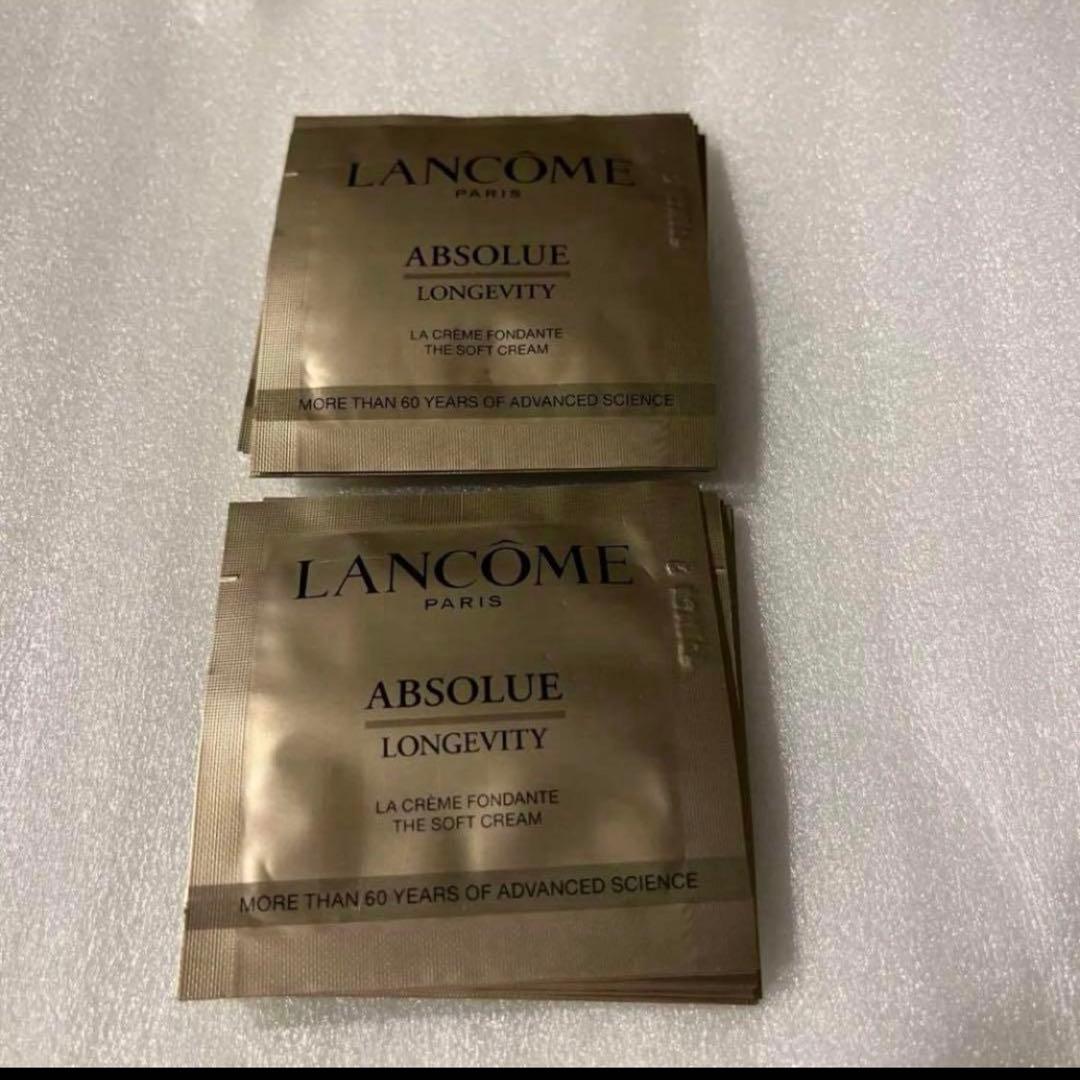 LANCÔME
PARIS
ABSOLUE
LONGEVITY
LA CRÈME FONDANTE
THE SOFT CREAM
MORE THAN 60 YEARS OF ADVANCED SCIENCE
LANCÔME
PARIS
ABSOLUE
LONGEVITY
LA CRÈME FONDANTE
THE SOFT CREAM
MORE THAN 60 YEARS OF ADVANCED SCIENCE